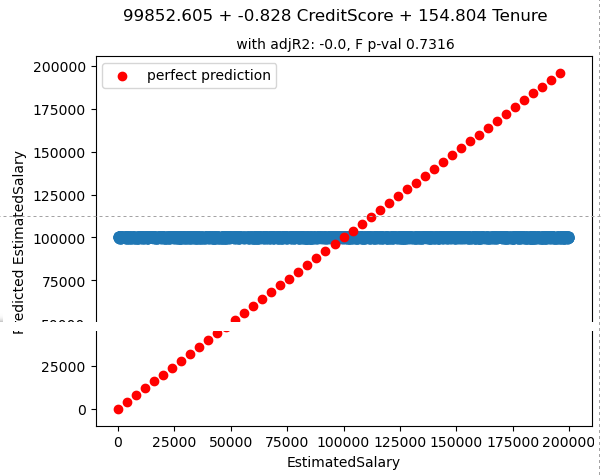 99852.605 + -0.828 CreditScore + 154.804 Tenure
with adjR2: -0.0, F p-val 0.7316
perfect prediction
200000
175000
150000
125000
100000
75000
25000
0
EstimatedSalary
0 25000 50000 75000 100000 125000 150000 175000 200000
EstimatedSalary